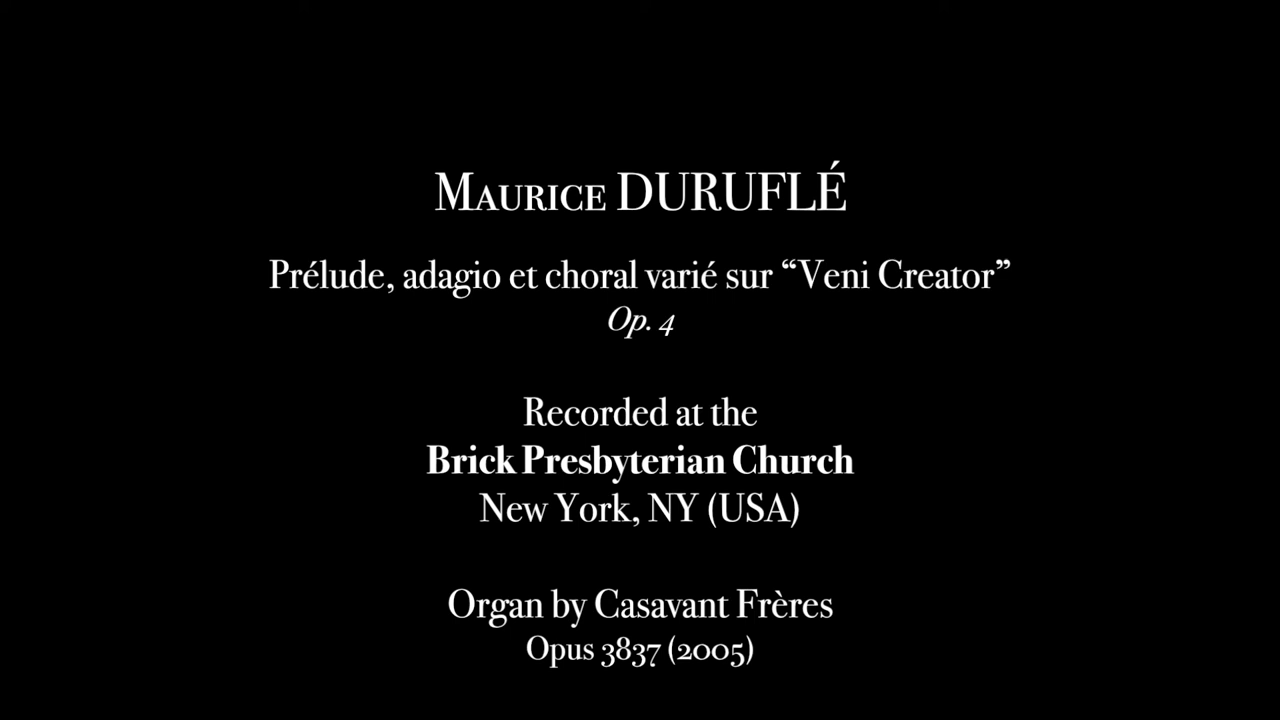 Maurice DURUFLÉ
Prélude, adagio et choral varié sur “Veni Creator”
Op. 4
Recorded at the
Brick Presbyterian Church
New York, NY (USA)
Organ by Casavant Frères
Opus 3837 (2005)